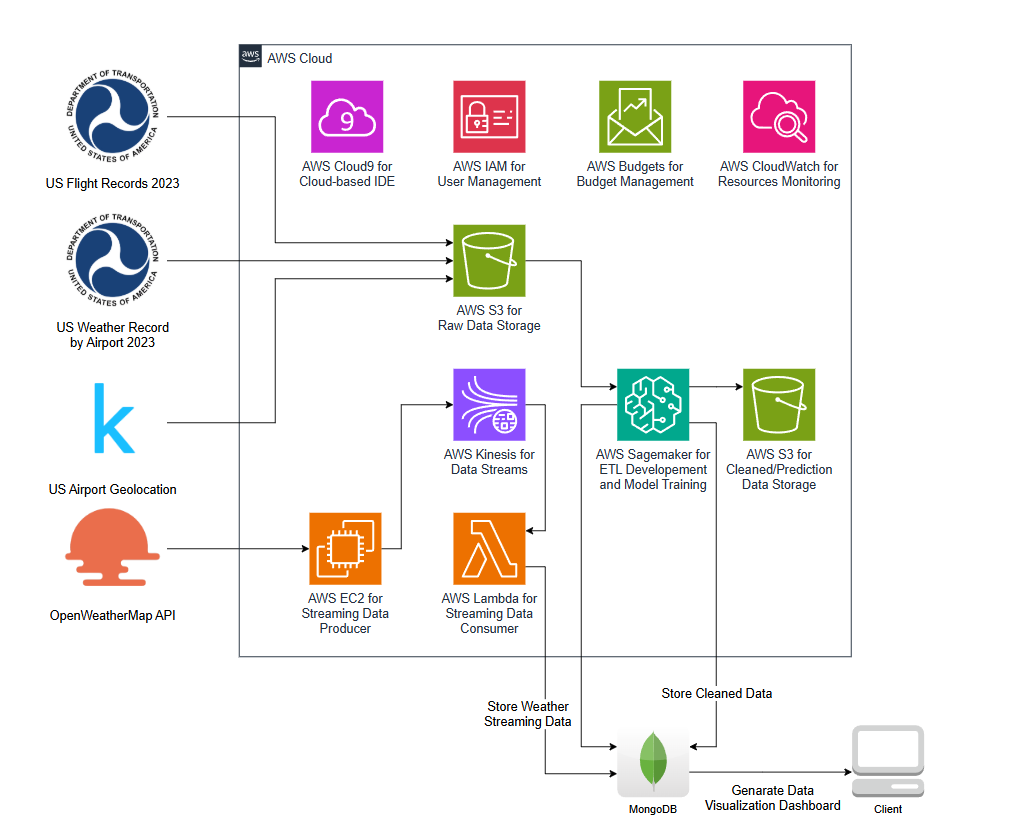 aws
AWS Cloud
DEPARTMENT OF TRANSPORTATION
UNITED STATES OF AMERICA
US Flight Records 2023
9
AWS Cloud9 for
Cloud-based IDE
AWS IAM for
User Management
AWS Budgets for
Budget Management
AWS CloudWatch for
Resources Monitoring
DEPARTMENT OF TRANSPORTATION
UNITED STATES OF AMERICA
US Weather Record
by Airport 2023
AWS S3 for
Raw Data Storage
k
US Airport Geolocation
AWS Kinesis for
Data Streams
AWS Sagemaker for
ETL Developement
and Model Training
AWS S3 for
Cleaned/Prediction
Data Storage
OpenWeatherMap API
AWS EC2 for
Streaming Data
Producer
AWS Lambda for
Streaming Data
Consumer
Store Weather
Streaming Data
Store Cleaned Data
MongoDB
Genarate Data
Visualization Dashboard
Client